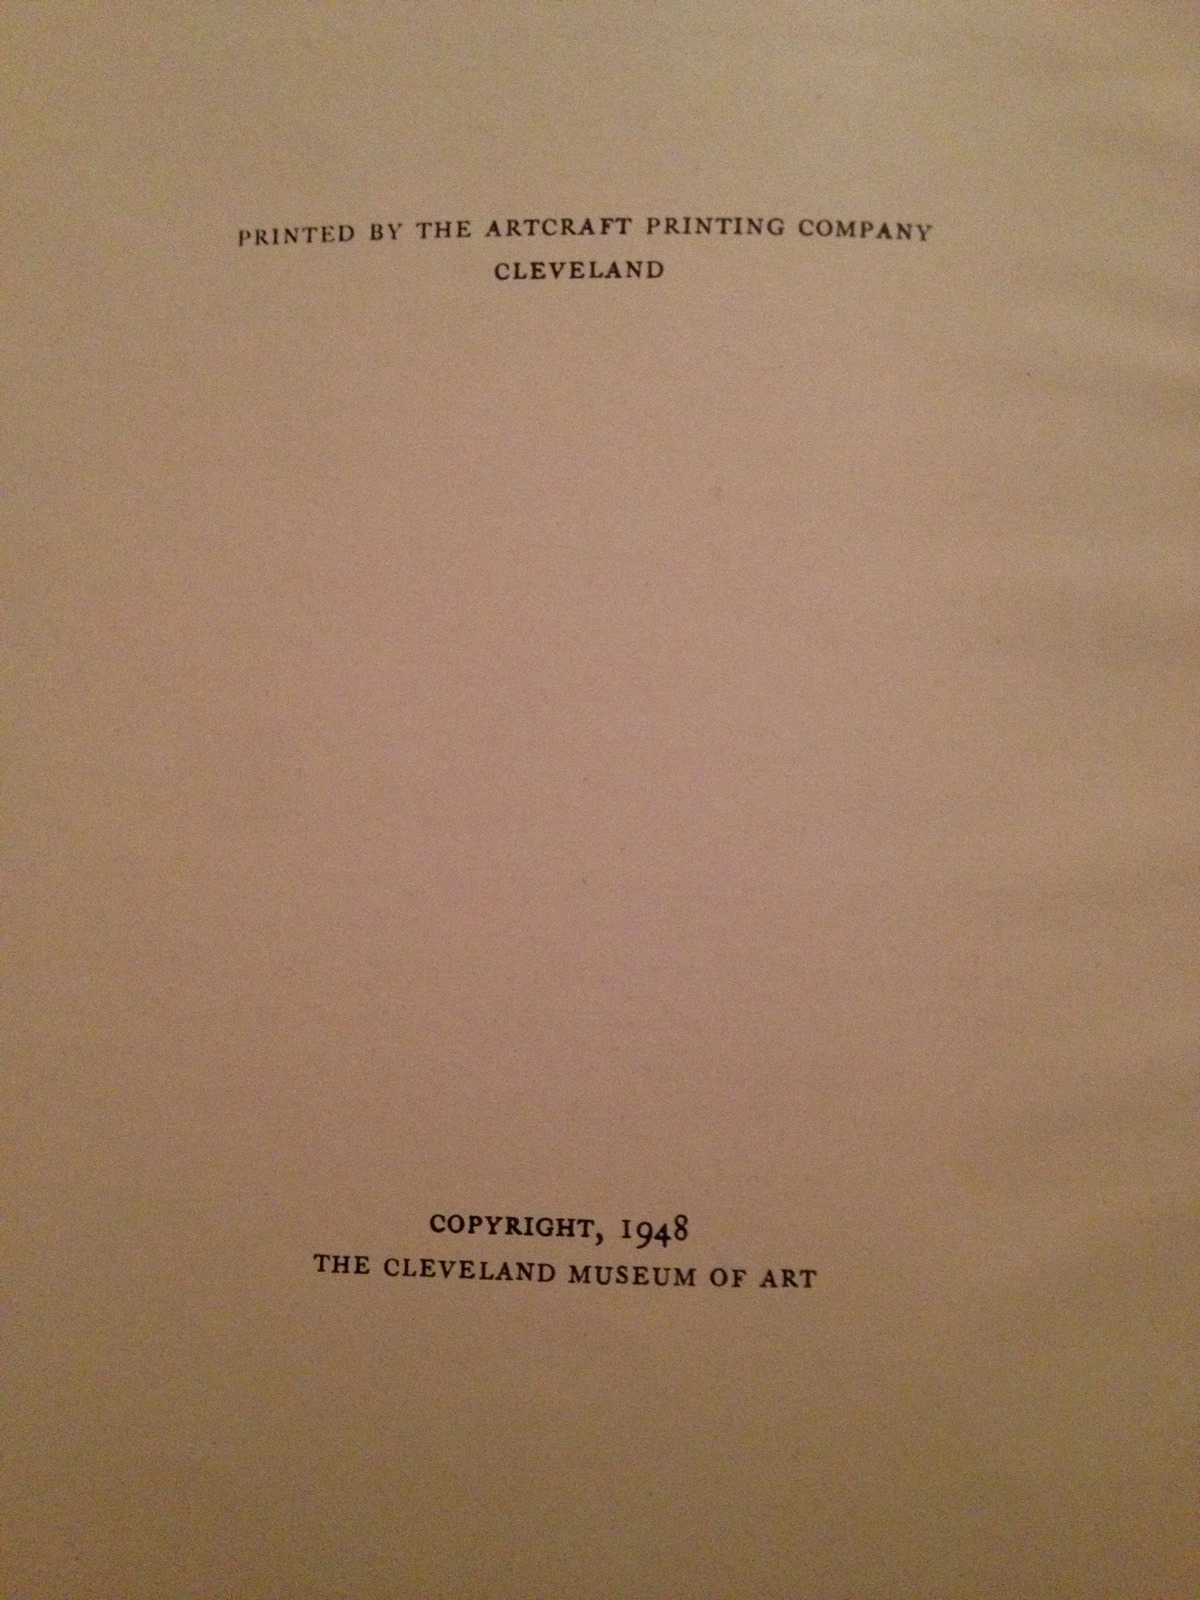 PRINTED BY THE ARTCRAFT PRINTING COMPANY
CLEVELAND
COPYRIGHT, 1948
THE CLEVELAND MUSEUM OF ART